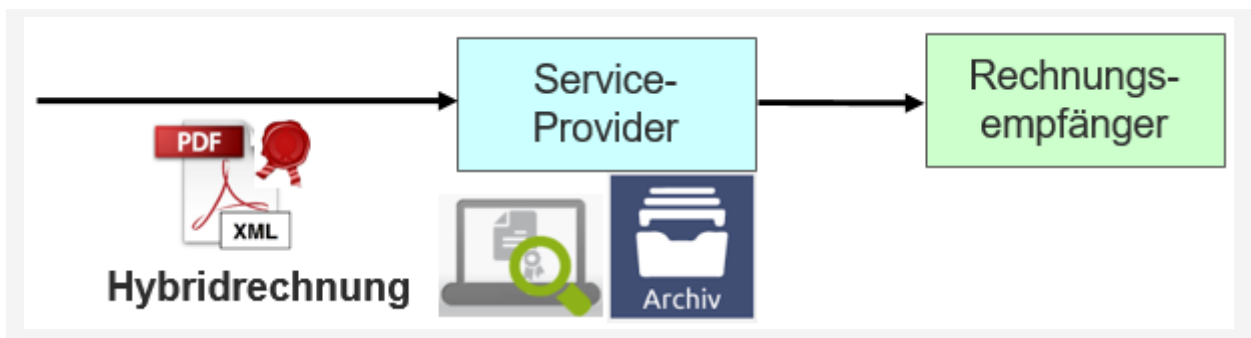 Service-
Provider
Rechnungs-
empfänger
PDF
XML
Hybridrechnung
Archiv